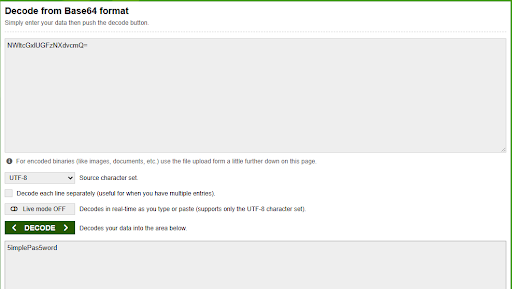 Decode from Base64 format
Simply enter your data then push the decode button.
NWltcGxlUGFzNXdvcmQ=
For encoded binaries (like images, documents, etc.) use the file upload form a little further down on this page.
UTF-8 Source character set.
Decode each line separately (useful for when you have multiple entries).
Live mode OFF Decodes in real-time as you type or paste (supports only the UTF-8 character set).
< DECODE > Decodes your data into the area below.
5implePas5word